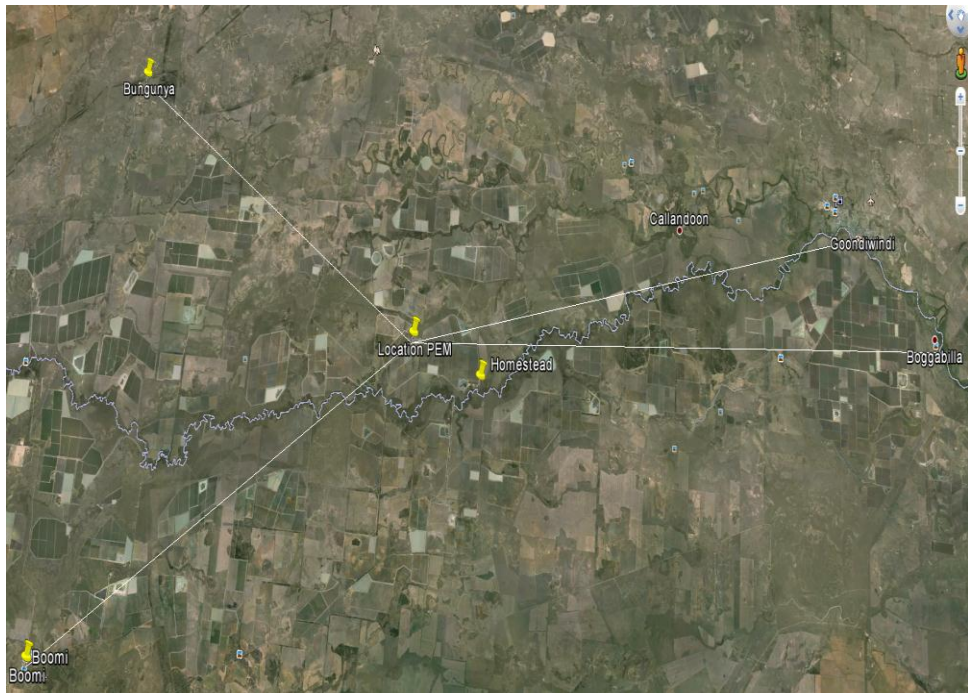 Bungunya
Callandoon
Goondiwindi
Location PEM
Homestead
Boggabilla
Boomi
Boomi